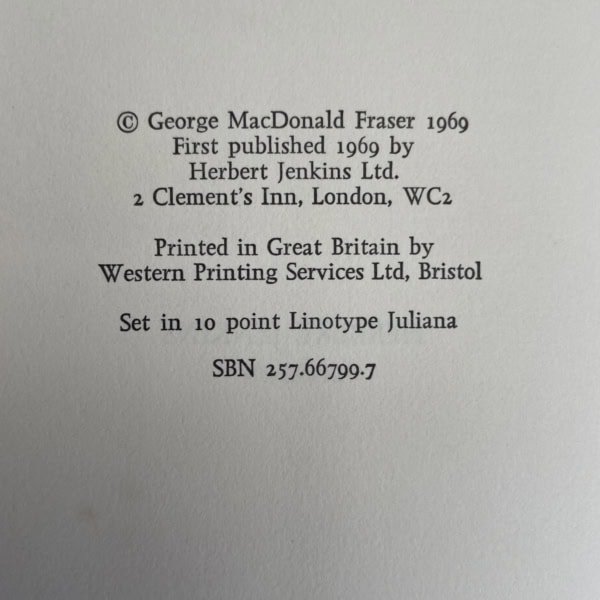 © George MacDonald Fraser 1969
First published 1969 by
Herbert Jenkins Ltd.
2 Clement's Inn, London, WC2
Printed in Great Britain by
Western Printing Services Ltd, Bristol
Set in 10 point Linotype Juliana
SBN 257.66799.7